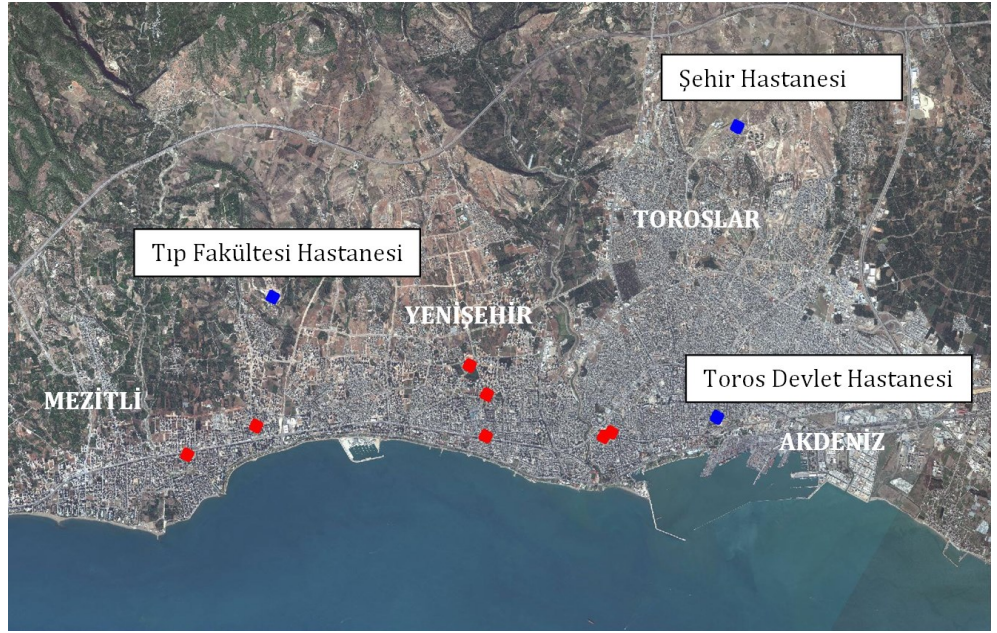 Şehir Hastanesi
TOROSLAR
Tıp Fakültesi Hastanesi
YENİŞEHİR
Toros Devlet Hastanesi
MEZİTLİ
AKDENİZ